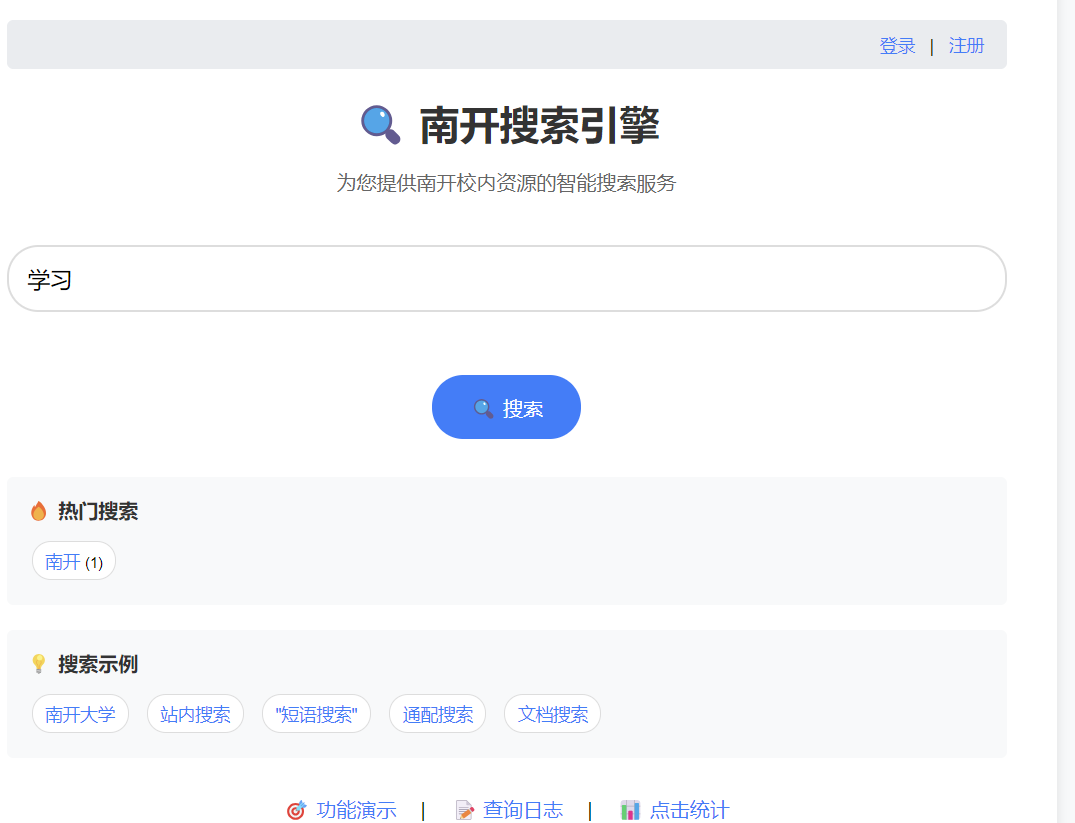 登录 | 注册
南开搜索引擎
为您提供南开校内资源的智能搜索服务
学习
搜索
热门搜索
南开 (1)
搜索示例
南开大学 站内搜索 "短语搜索" 通配搜索 文档搜索
功能演示 | 查询日志 | 点击统计